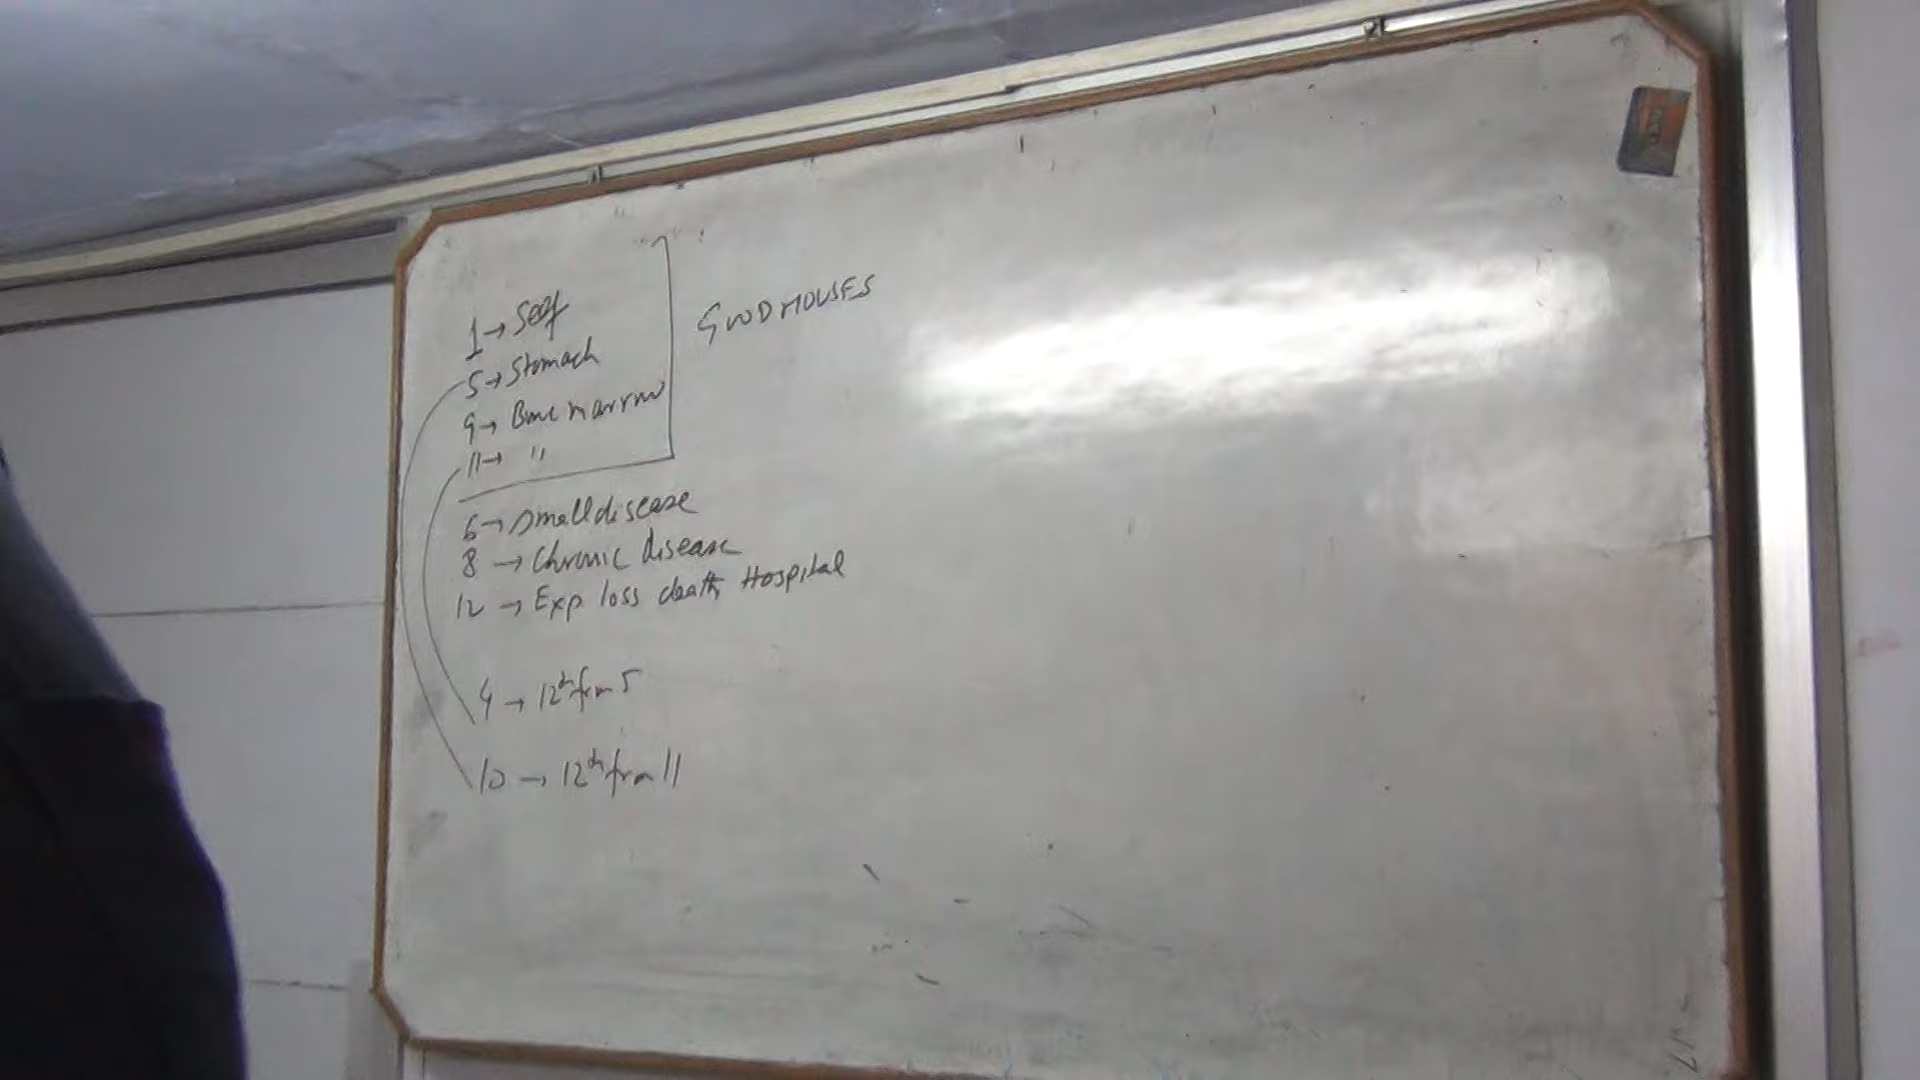 1 → Self
5 → Stomach
9 → Bone marrow
11 → "
GOOD HOUSES
6 → Small disease
8 → Chronic disease
12 → Exp loss death Hospital
4 → 12th from 5
10 → 12th from 11